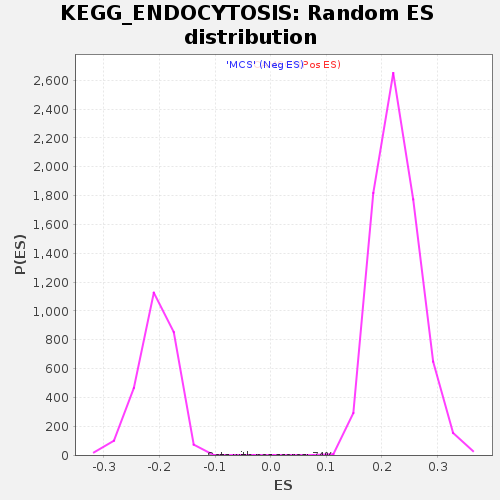 KEGG_ENDOCYTOSIS: Random ES
distribution
'MCS' (Neg ES) Pos ES)
2,600
2,400
2,200
2,000
1,800
1,600
1,400
1,200
1,000
800
600
400
200
0
P(ES)
-0.3 -0.2 -0.1 0.0 0.1 0.2 0.3
ES